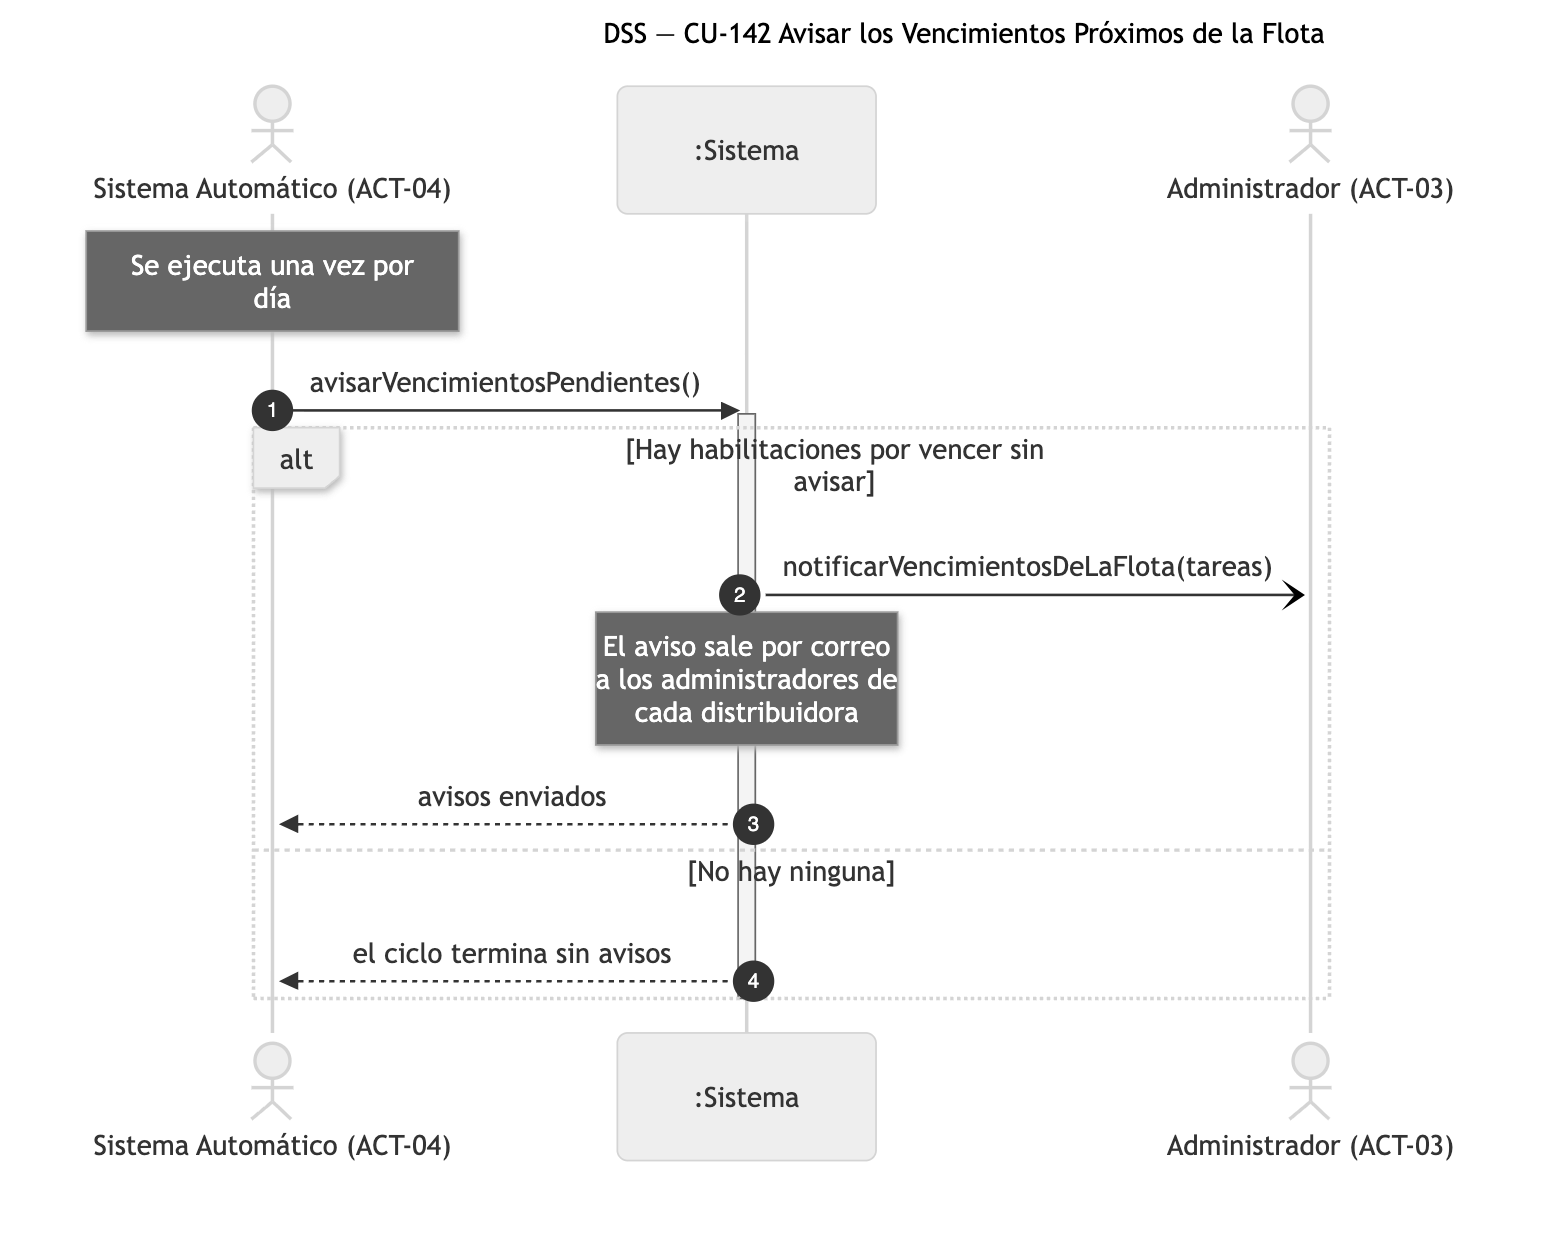 DSS — CU-142 Avisar los Vencimientos Próximos de la Flota
Sistema Automático (ACT-04)
:Sistema
Administrador (ACT-03)
Se ejecuta una vez por
día
avisarVencimientosPendientes()
1
alt
[Hay habilitaciones por vencer sin
avisar]
notificarVencimientosDeLaFlota(tareas)
2
El aviso sale por correo
a los administradores de
cada distribuidora
avisos enviados
3
[No hay ninguna]
el ciclo termina sin avisos
4
Sistema Automático (ACT-04)
:Sistema
Administrador (ACT-03)